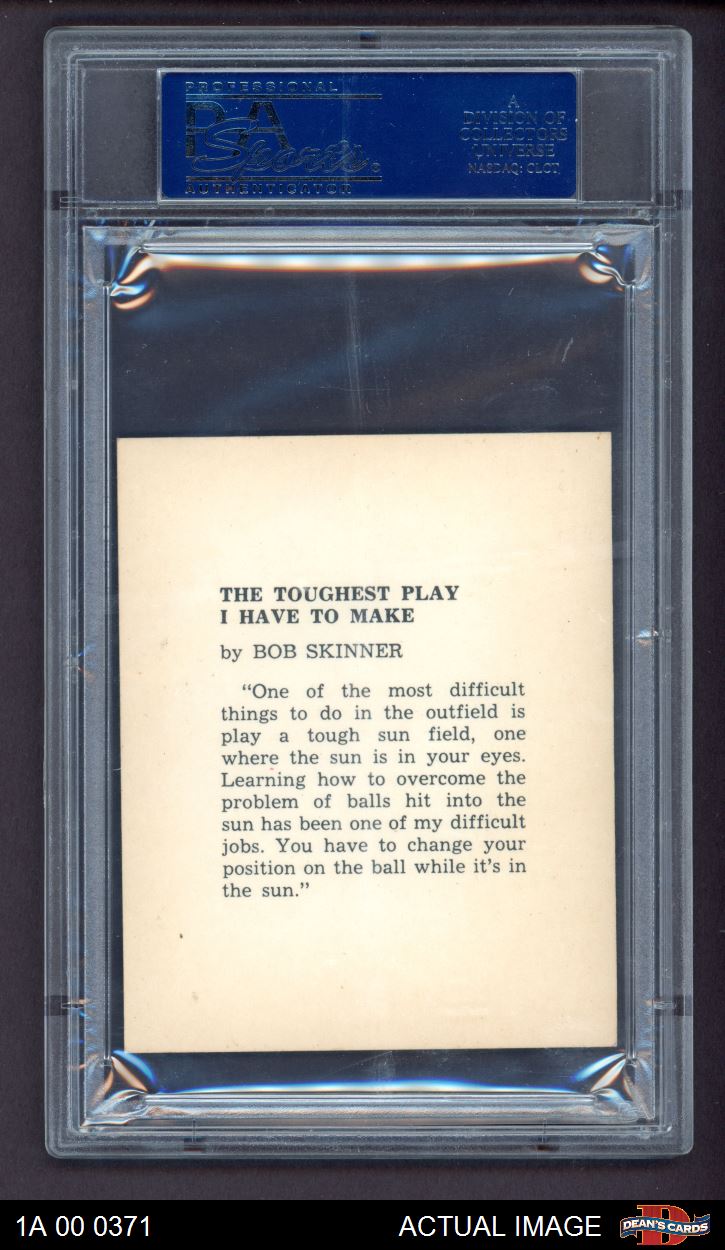 PROFESSIONAL
PSA
Sports
AUTHENTICATOR
A
DIVISION OF
COLLECTORS
UNIVERSE
NASDAQ: CLCT
THE TOUGHEST PLAY
I HAVE TO MAKE
by BOB SKINNER
“One of the most difficult
things to do in the outfield is
play a tough sun field, one
where the sun is in your eyes.
Learning how to overcome the
problem of balls hit into the
sun has been one of my difficult
jobs. You have to change your
position on the ball while it’s in
the sun.”
1A 00 0371
ACTUAL IMAGE
DEAN'S CARDS